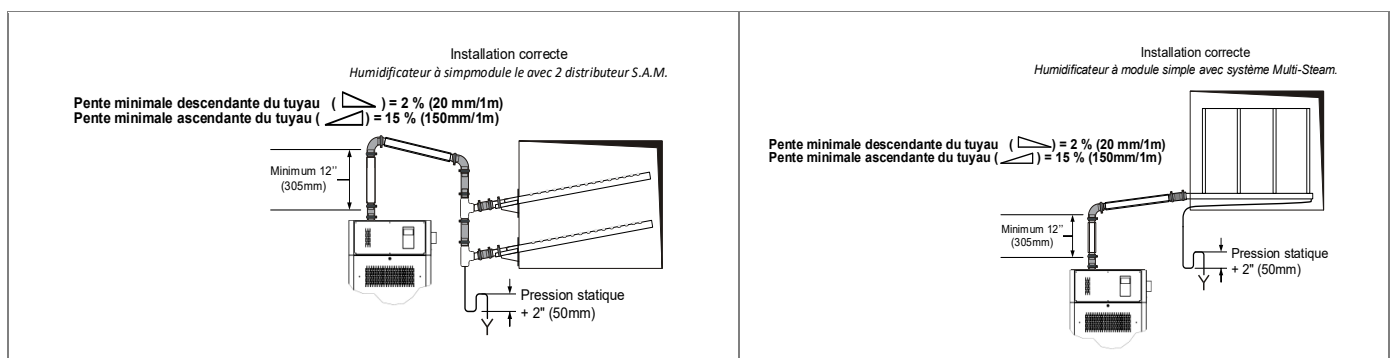 Installation correcte
Humidificateur à simpmodule le avec 2 distributeur S.A.M.
Pente minimale descendante du tuyau ( ) = 2 % (20 mm/1m)
Pente minimale ascendante du tuyau ( ) = 15 % (150mm/1m)
Minimum 12’’
(305mm)
Pression statique
+ 2" (50mm)
Installation correcte
Humidificateur à module simple avec système Multi-Steam.
Pente minimale descendante du tuyau ( ) = 2 % (20 mm/1m)
Pente minimale ascendante du tuyau ( ) = 15 % (150mm/1m)
Minimum 12’’
(305mm)
Pression statique
+ 2" (50mm)